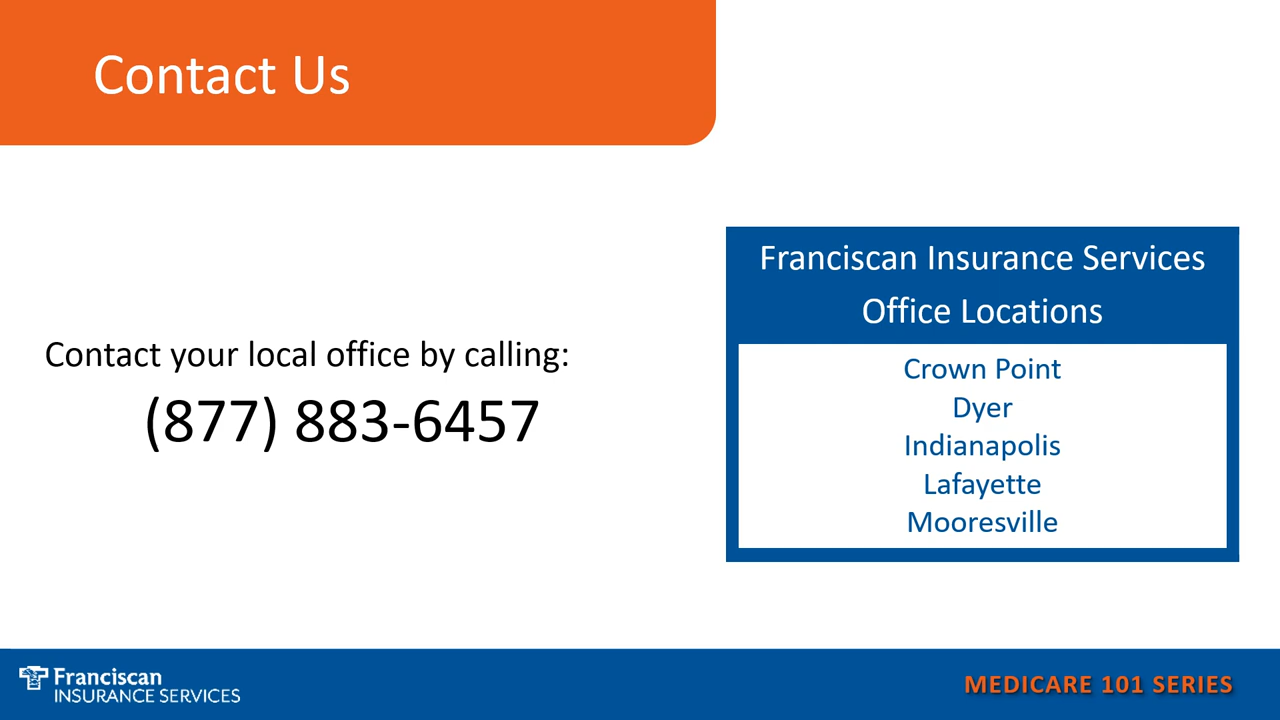 Contact Us
Contact your local office by calling:
(877) 883-6457
Franciscan Insurance Services
Office Locations
Crown Point
Dyer
Indianapolis
Lafayette
Mooresville
Franciscan
INSURANCE SERVICES
MEDICARE 101 SERIES